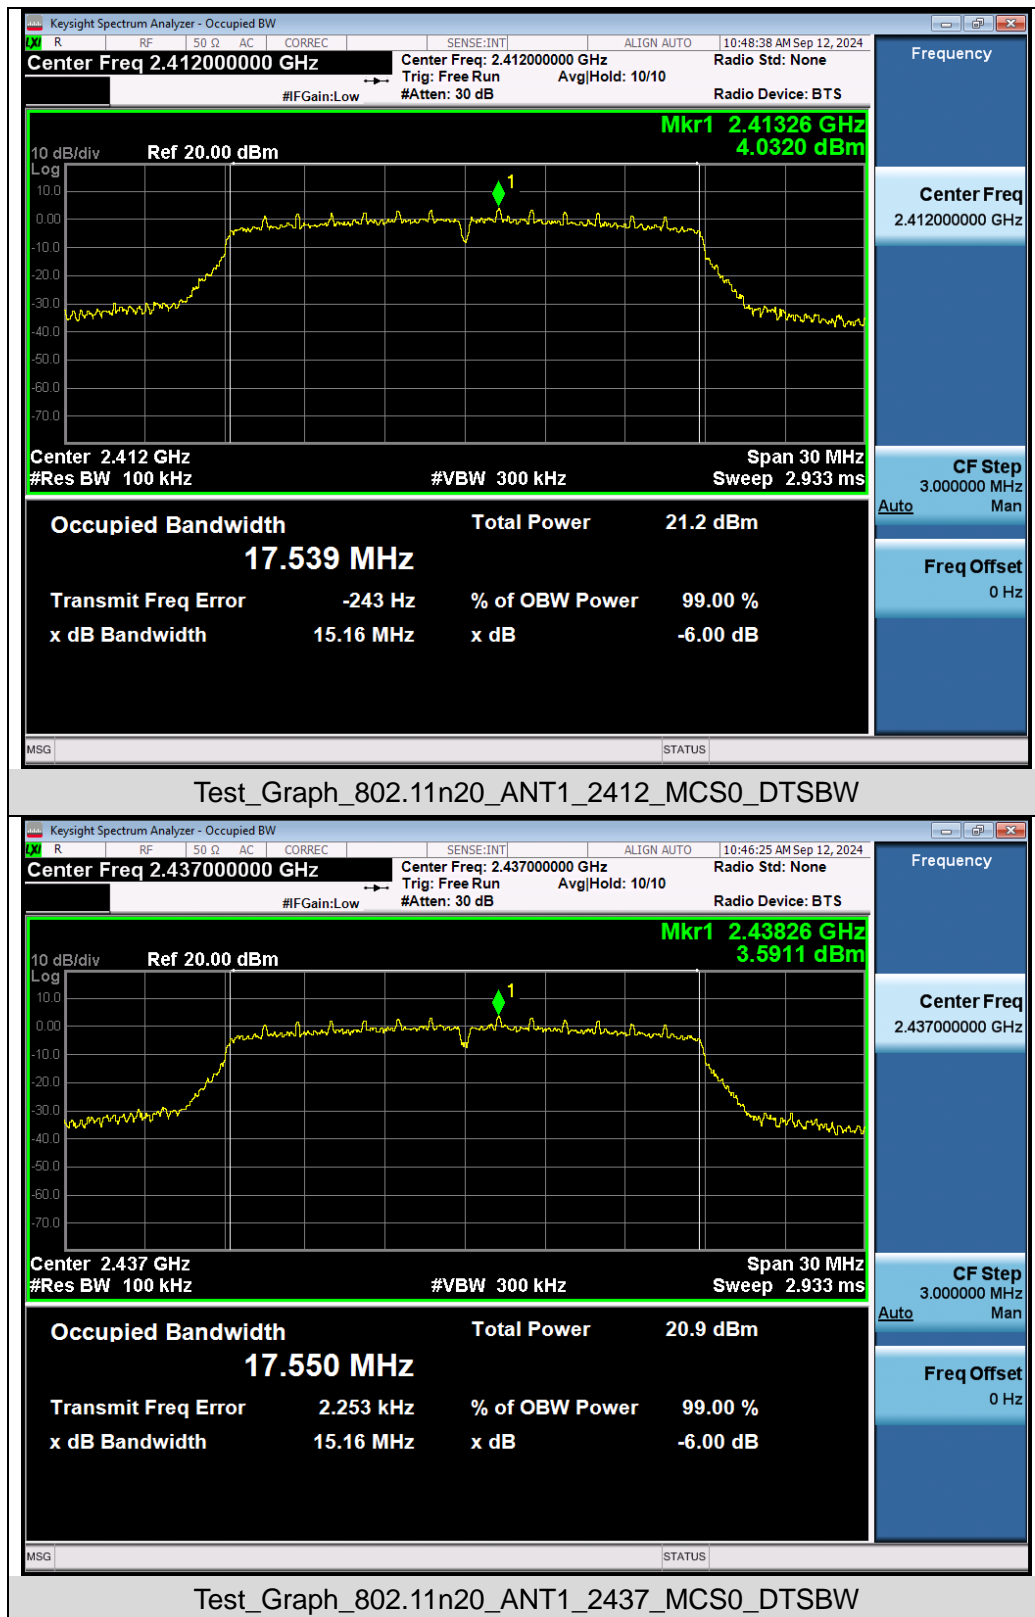 Keysight Spectrum Analyzer - Occupied BW
LXI R RF 50 Ω AC CORREC SENSE:INT ALIGN AUTO 10:48:38 AM Sep 12, 2024
Center Freq 2.412000000 GHz Center Freq: 2.412000000 GHz Radio Std: None
Trig: Free Run Avg|Hold: 10/10
#IFGain:Low #Atten: 30 dB Radio Device: BTS
Mkr1 2.41326 GHz
4.0320 dBm
10 dB/div Ref 20.00 dBm
Log
10.0
0.00
-10.0
-20.0
-30.0
-40.0
-50.0
-60.0
-70.0
1
Center 2.412 GHz Span 30 MHz
#Res BW 100 kHz #VBW 300 kHz Sweep 2.933 ms
Occupied Bandwidth Total Power 21.2 dBm
17.539 MHz
Transmit Freq Error -243 Hz % of OBW Power 99.00 %
x dB Bandwidth 15.16 MHz x dB -6.00 dB
MSG STATUS
Frequency
Center Freq
2.412000000 GHz
CF Step
3.000000 MHz
Auto Man
Freq Offset
0 Hz
Test_Graph_802.11n20_ANT1_2412_MCS0_DTSBW
Keysight Spectrum Analyzer - Occupied BW
LXI R RF 50 Ω AC CORREC SENSE:INT ALIGN AUTO 10:46:25 AM Sep 12, 2024
Center Freq 2.437000000 GHz Center Freq: 2.437000000 GHz Radio Std: None
Trig: Free Run Avg|Hold: 10/10
#IFGain:Low #Atten: 30 dB Radio Device: BTS
Mkr1 2.43826 GHz
3.5911 dBm
10 dB/div Ref 20.00 dBm
Log
10.0
0.00
-10.0
-20.0
-30.0
-40.0
-50.0
-60.0
-70.0
1
Center 2.437 GHz Span 30 MHz
#Res BW 100 kHz #VBW 300 kHz Sweep 2.933 ms
Occupied Bandwidth Total Power 20.9 dBm
17.550 MHz
Transmit Freq Error 2.253 kHz % of OBW Power 99.00 %
x dB Bandwidth 15.16 MHz x dB -6.00 dB
MSG STATUS
Frequency
Center Freq
2.437000000 GHz
CF Step
3.000000 MHz
Auto Man
Freq Offset
0 Hz
Test_Graph_802.11n20_ANT1_2437_MCS0_DTSBW